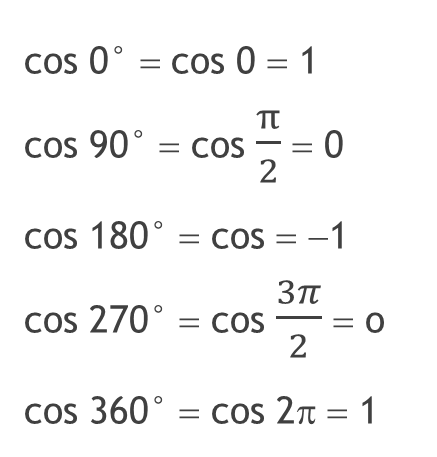 cos 0° = cos 0 = 1
cos 90° = cos π/2 = 0
cos 180° = cos = –1
cos 270° = cos 3π/2 = o
cos 360° = cos 2π = 1